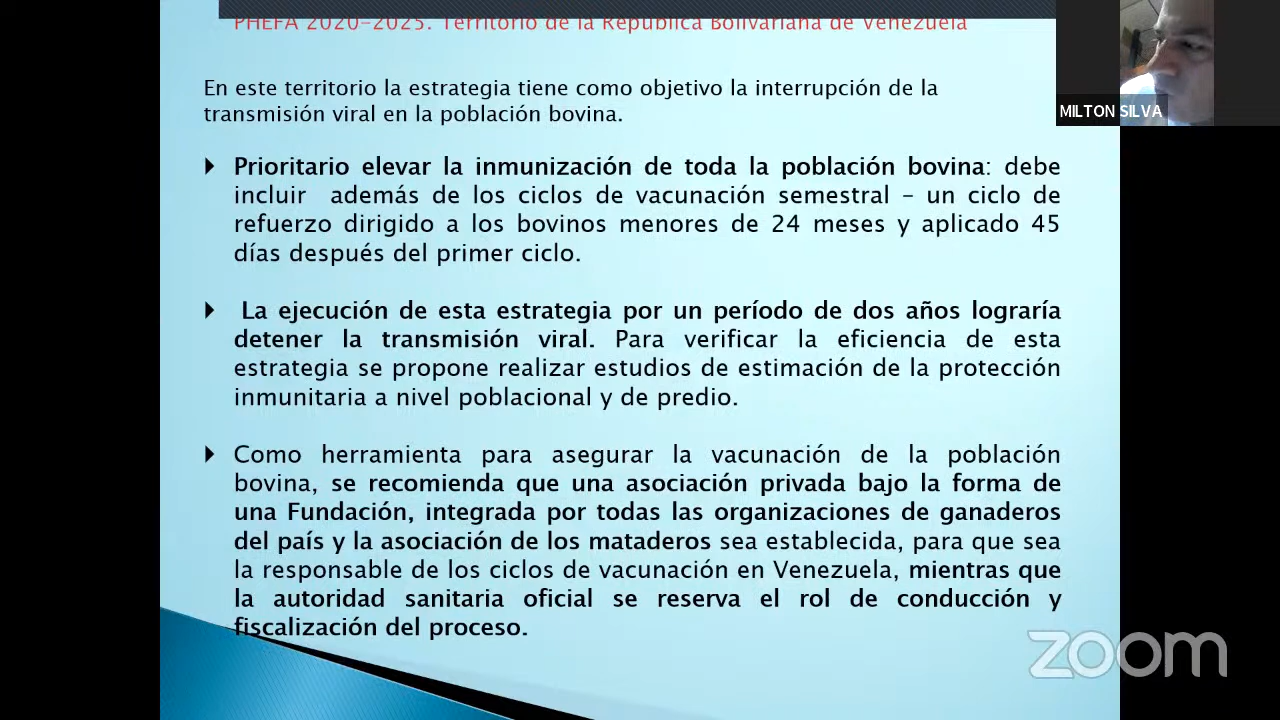 PHEFA 2020-2025. Territorio de la República Bolivariana de Venezuela
MILTON SILVA
En este territorio la estrategia tiene como objetivo la interrupción de la
transmisión viral en la población bovina.
Prioritario elevar la inmunización de toda la población bovina: debe
incluir además de los ciclos de vacunación semestral – un ciclo de
refuerzo dirigido a los bovinos menores de 24 meses y aplicado 45
días después del primer ciclo.
La ejecución de esta estrategia por un período de dos años lograría
detener la transmisión viral. Para verificar la eficiencia de esta
estrategia se propone realizar estudios de estimación de la protección
inmunitaria a nivel poblacional y de predio.
Como herramienta para asegurar la vacunación de la población
bovina, se recomienda que una asociación privada bajo la forma de
una Fundación, integrada por todas las organizaciones de ganaderos
del país y la asociación de los mataderos sea establecida, para que sea
la responsable de los ciclos de vacunación en Venezuela, mientras que
la autoridad sanitaria oficial se reserva el rol de conducción y
fiscalización del proceso.
zoom